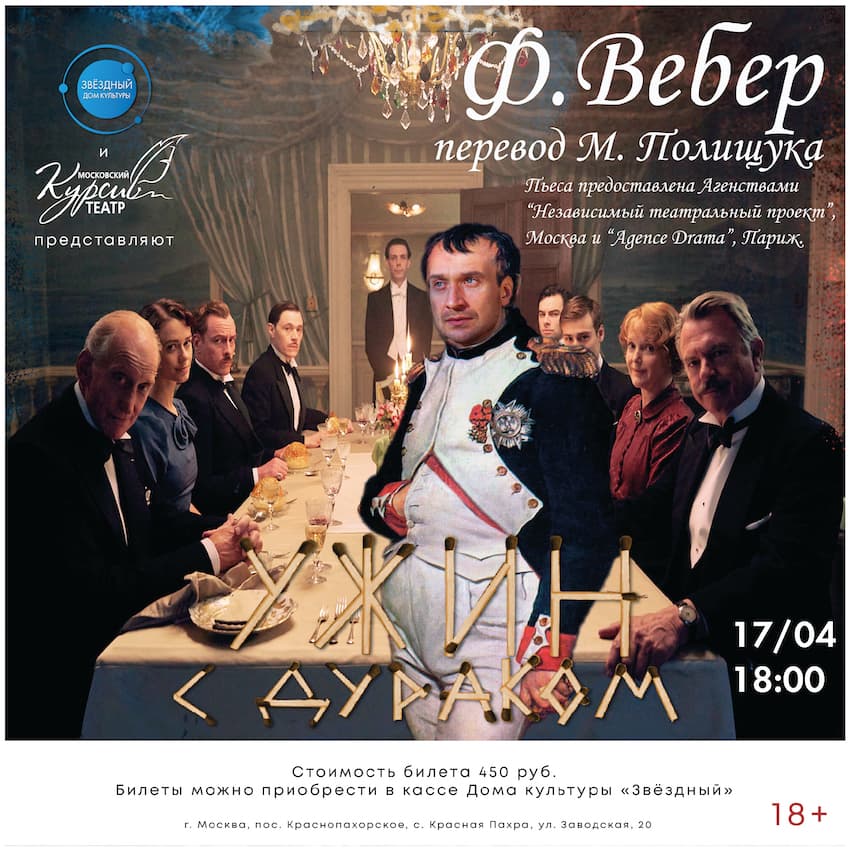 ЗВЁЗДНЫЙ
ДОМ КУЛЬТУРЫ
и
МОСКОВСКИЙ
Курсив
ТЕАТР
представляют
Ф. Вебер
перевод М. Полищука
Пьеса предоставлена Агенствами
“Независимый театральный проект”,
Москва и “Agence Drama”, Париж.
УЖИН
С ДУРАКОМ
17/04
18:00
Стоимость билета 450 руб.
Билеты можно приобрести в кассе Дома культуры «Звёздный»
18+
г. Москва, пос. Краснопахорское, с. Красная Пахра, ул. Заводская, 20